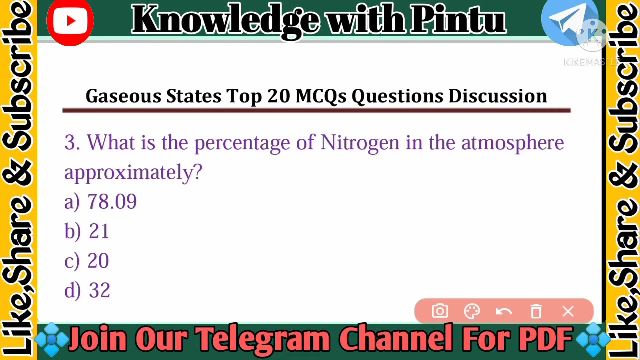 Knowledge with Pintu
KINEMASTER
Gaseous States Top 20 MCQs Questions Discussion
3. What is the percentage of Nitrogen in the atmosphere
approximately?
a) 78.09
b) 21
c) 20
d) 32
Like,Share & Subscribe
Like,Share & Subscribe
Join Our Telegram Channel For PDF